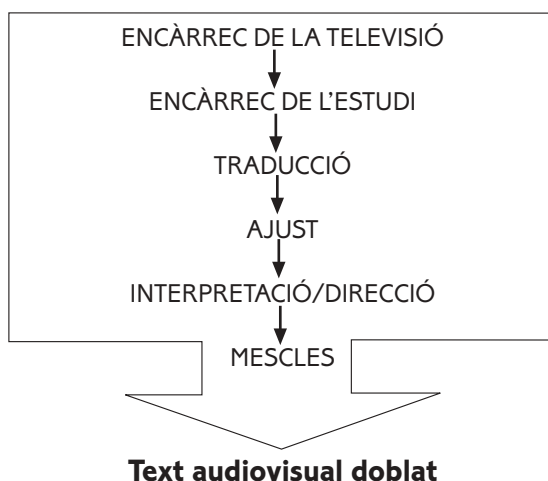 ENCÀRREC DE LA TELEVISIÓ
ENCÀRREC DE L’ESTUDI
TRADUCCIÓ
AJUST
INTERPRETACIÓ/DIRECCIÓ
MESCLES
Text audiovisual doblat